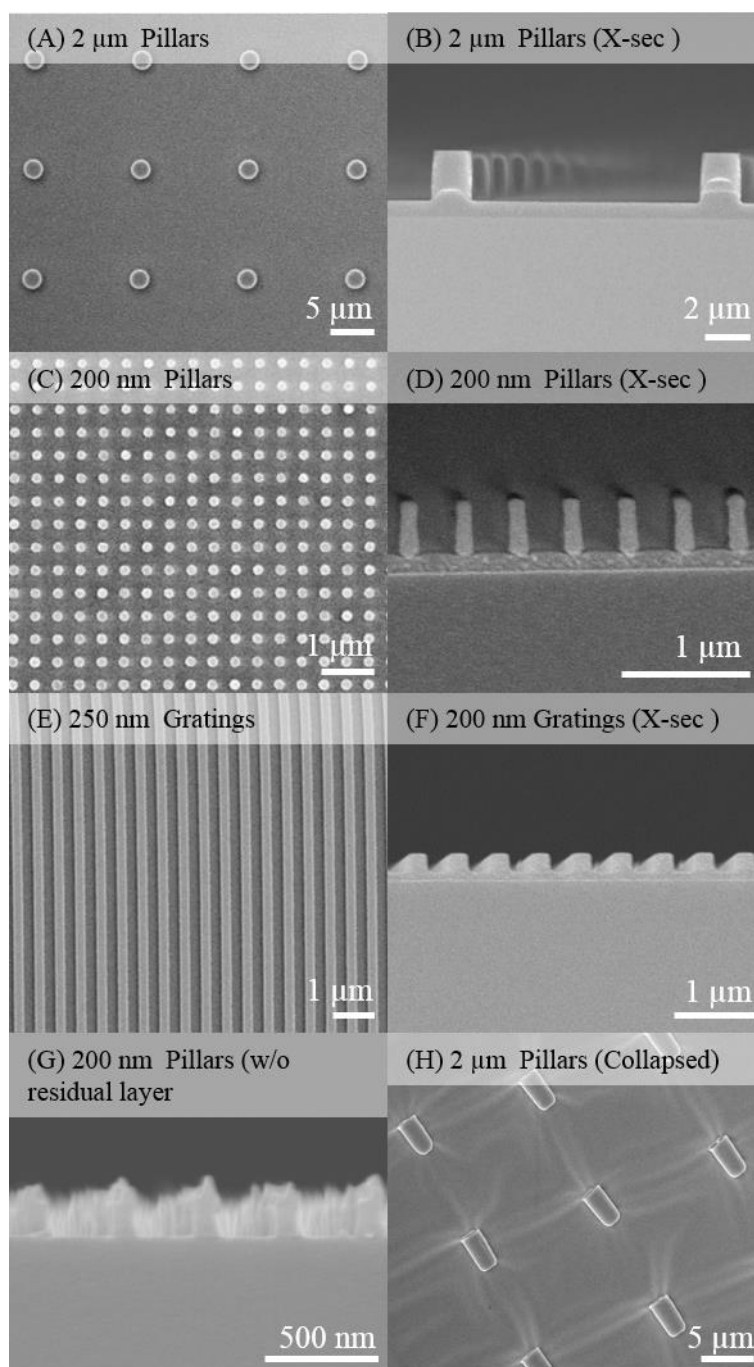 (A) 2 µm Pillars
(B) 2 µm Pillars (X-sec )
5 µm
2 µm
(C) 200 nm Pillars
(D) 200 nm Pillars (X-sec )
1 µm
1 µm
(E) 250 nm Gratings
(F) 200 nm Gratings (X-sec )
1 µm
1 µm
(G) 200 nm Pillars (w/o
residual layer
(H) 2 µm Pillars (Collapsed)
500 nm
5 µm